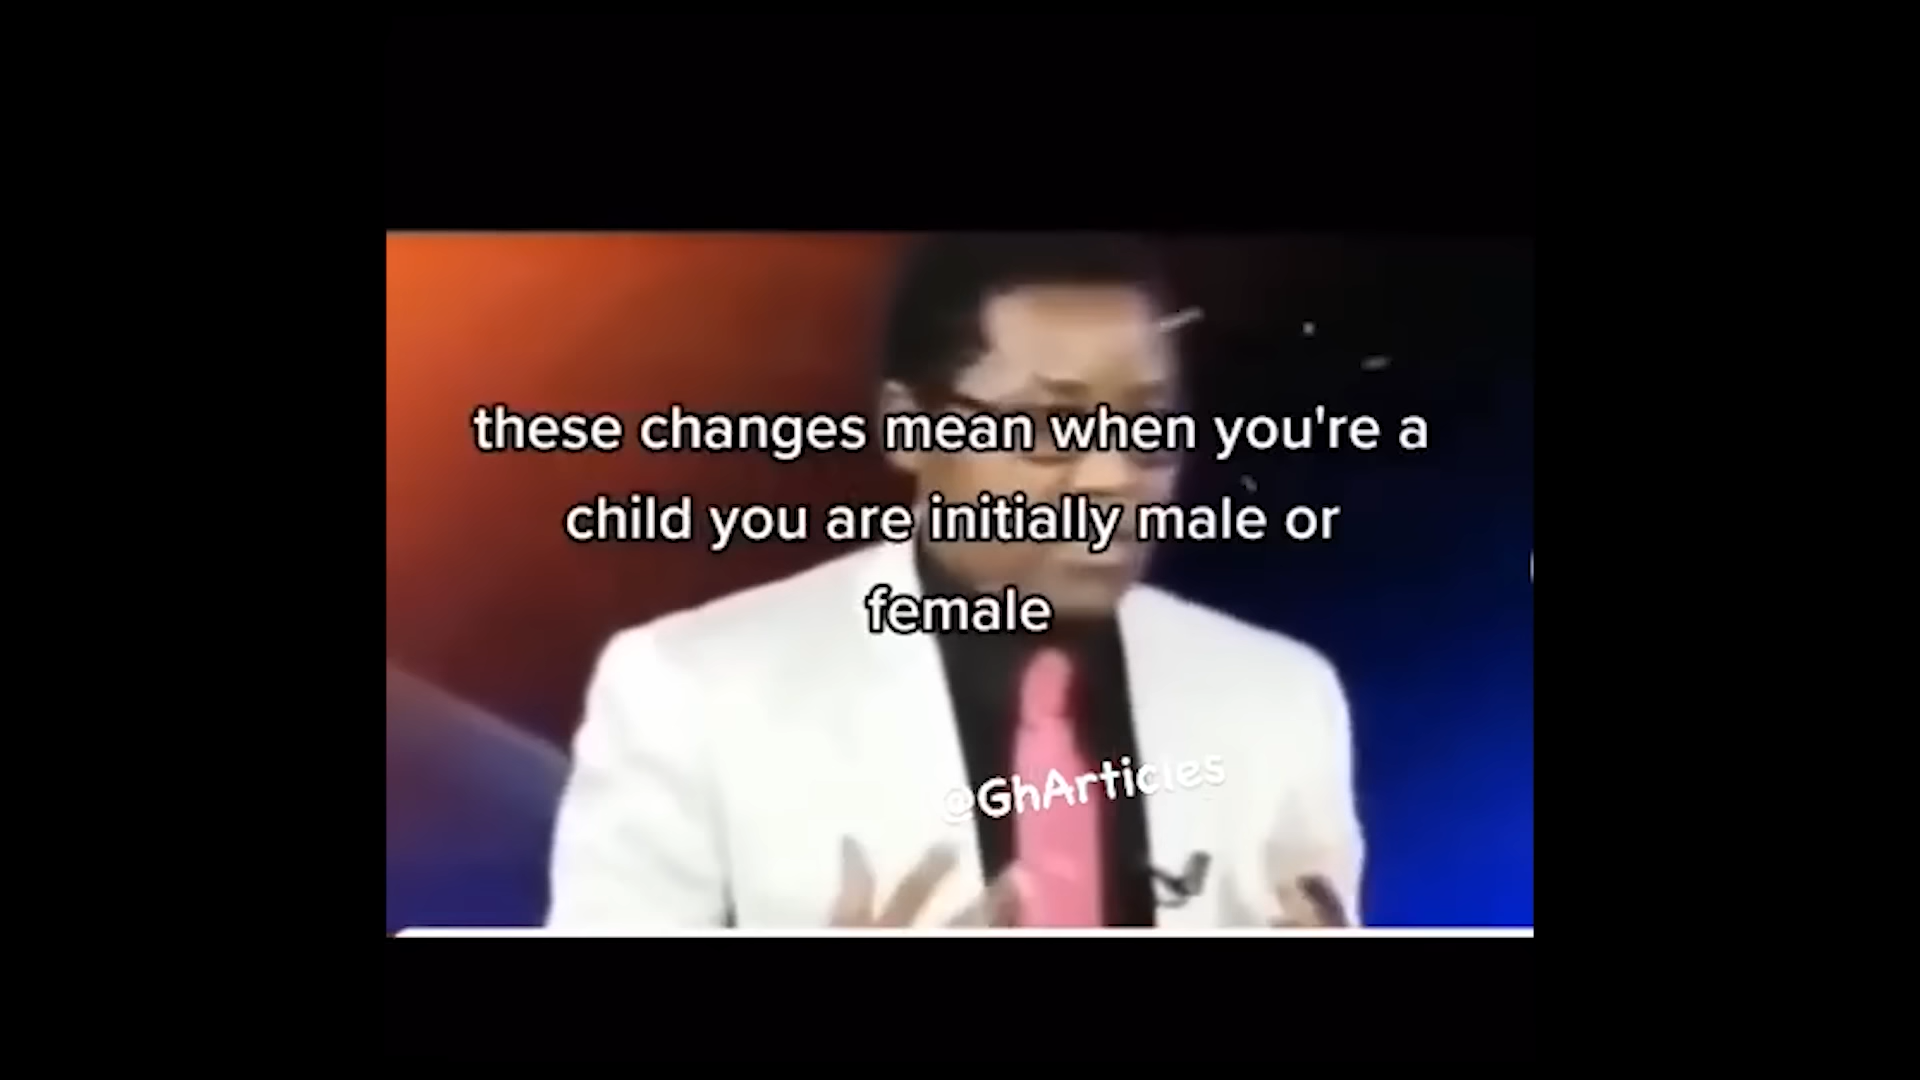 these changes mean when you're a
child you are initially male or
female
@GhArticles